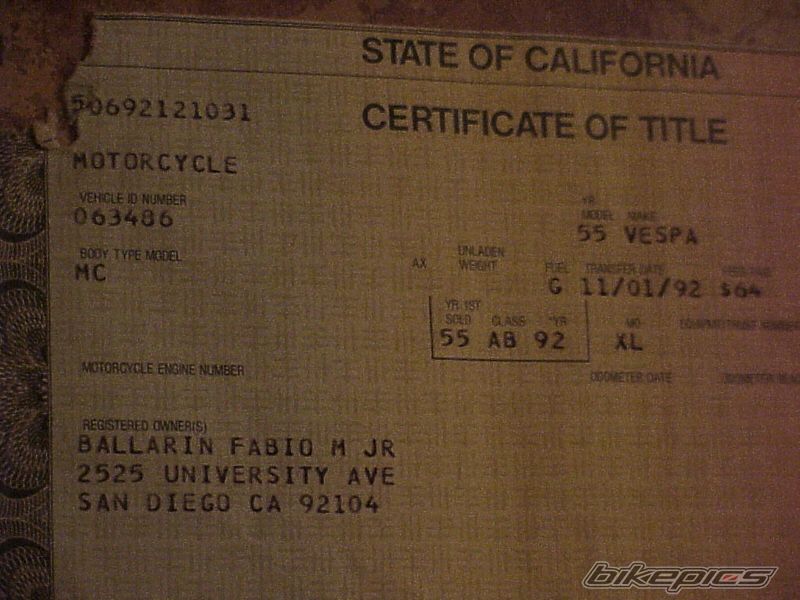 STATE OF CALIFORNIA
50692121031
CERTIFICATE OF TITLE
MOTORCYCLE
VEHICLE ID NUMBER
063486
YR
MODEL MAKE
55 VESPA
BODY TYPE MODEL
MC
AX
UNLADEN
WEIGHT
FUEL TRANSFER DATE FEES PAID
G 11/01/92 $64
YR 1ST
SOLD CLASS *YR MO
55 AB 92 XL
MOTORCYCLE ENGINE NUMBER
ODOMETER DATE
REGISTERED OWNER(S)
BALLARIN FABIO M JR
2525 UNIVERSITY AVE
SAN DIEGO CA 92104
bikepics